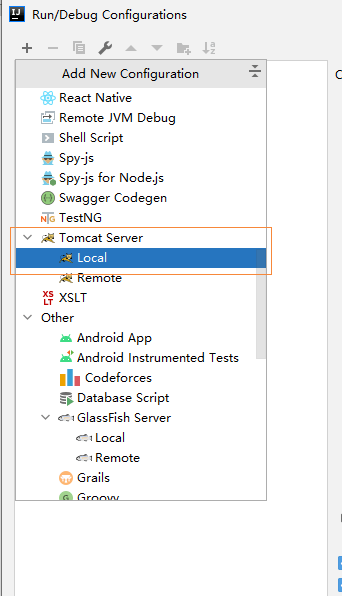 Run/Debug Configurations
Add New Configuration
React Native
Remote JVM Debug
Shell Script
Spy-js
Spy-js for Node.js
Swagger Codegen
TestNG
Tomcat Server
Local
Remote
XSLT
Other
Android App
Android Instrumented Tests
Codeforces
Database Script
GlassFish Server
Local
Remote
Grails
Groovy